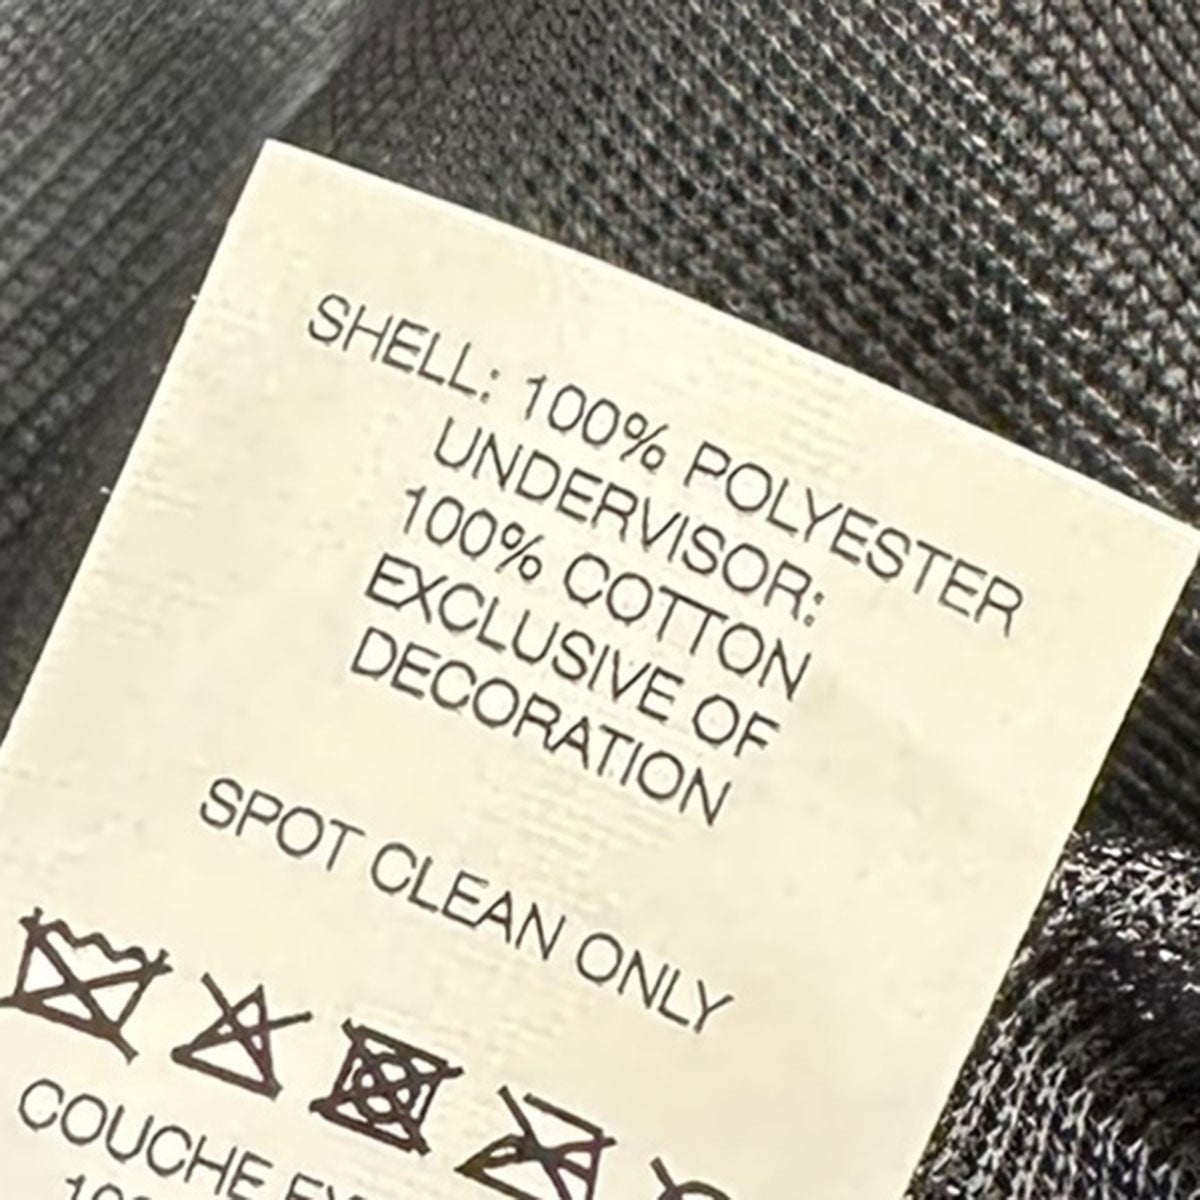 SHELL: 100% POLYESTER
UNDERVISOR:
100% COTTON
EXCLUSIVE OF
DECORATION
SPOT CLEAN ONLY
COUCHE